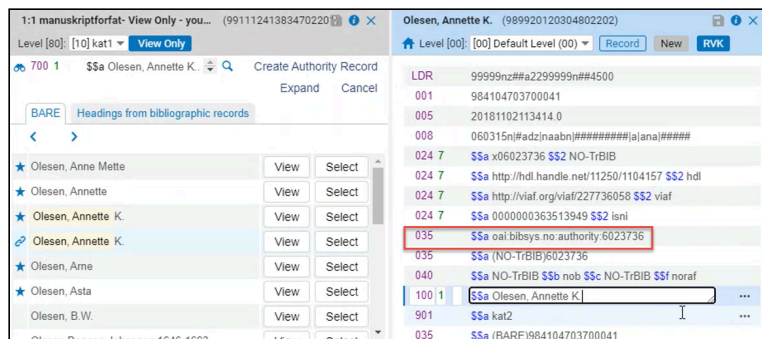 1:1 manuskriptforfat- View Only - you... (99111241383470220
Level [80]: [10] kat1 View Only
700 1 $$a Olesen, Annette K.. Create Authority Record
Expand Cancel
BARE Headings from bibliographic records
< >
Olesen, Anne Mette View Select
Olesen, Annette View Select
Olesen, Annette K. View Select
Olesen, Annette K. View Select
Olesen, Arne View Select
Olesen, Asta View Select
Olesen, B.W. View Select
Olesen, Annette K. (989920120304802202)
Level [00]: [00] Default Level (00) Record New RVK
LDR 99999nz##a2299999n##4500
001 984104703700041
005 20181102113414.0
008 060315n|#adz|naabn|#########|a|ana|#####
024 7 $$a x06023736 $$2 NO-TrBIB
024 7 $$a http://hdl.handle.net/11250/1104157 $$2 hdl
024 7 $$a http://viaf.org/viaf/227736058 $$2 viaf
024 7 $$a 0000000363513949 $$2 isni
035 $$a oai:bibsys.no:authority:6023736
035 $$a (NO-TrBIB)6023736
040 $$a NO-TrBIB $$b nob $$c NO-TrBIB $$f noraf
100 1 $$a Olesen, Annette K.
901 $$a kat2
035 $$a (BARE)984104703700041